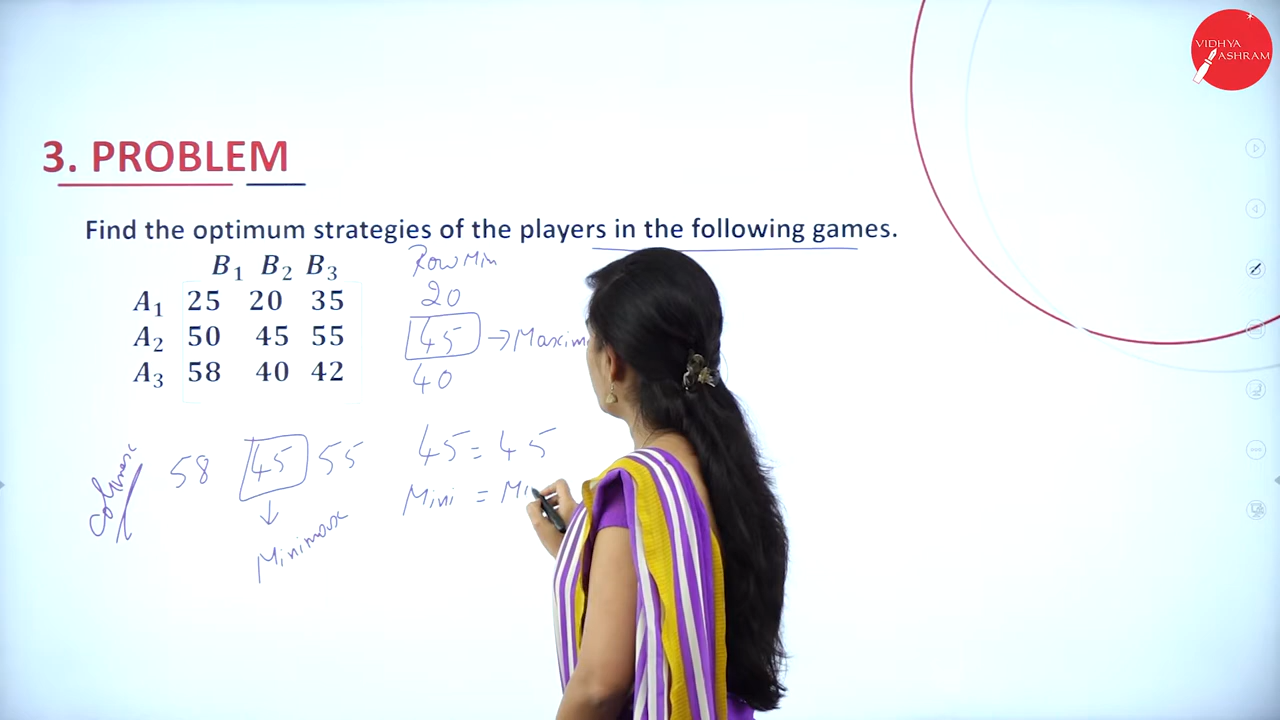 VIDHYA
ASHRAM
3. PROBLEM
Find the optimum strategies of the players in the following games.
B1 B2 B3
Row Min
A1 25 20 35
20
A2 50 45 55
45 → Maxim
A3 58 40 42
40
58 45 55
45 = 45
Mini = Mi
Minimax